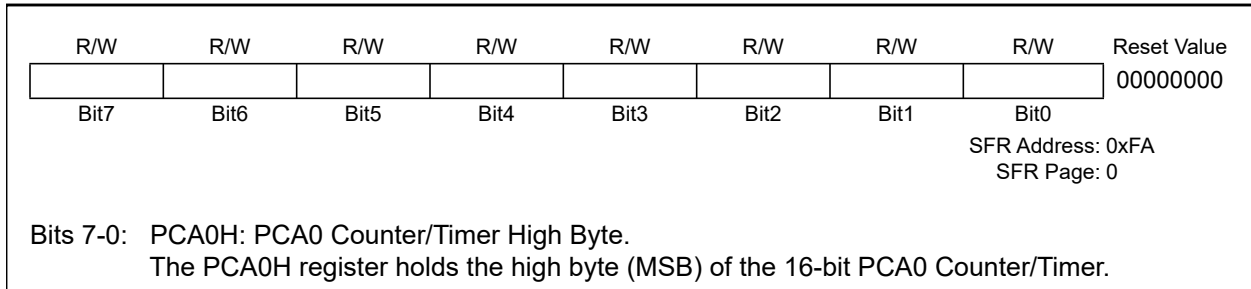 R/W R/W R/W R/W R/W R/W R/W R/W Reset Value
00000000
Bit7 Bit6 Bit5 Bit4 Bit3 Bit2 Bit1 Bit0
SFR Address: 0xFA
SFR Page: 0
Bits 7-0: PCA0H: PCA0 Counter/Timer High Byte.
The PCA0H register holds the high byte (MSB) of the 16-bit PCA0 Counter/Timer.